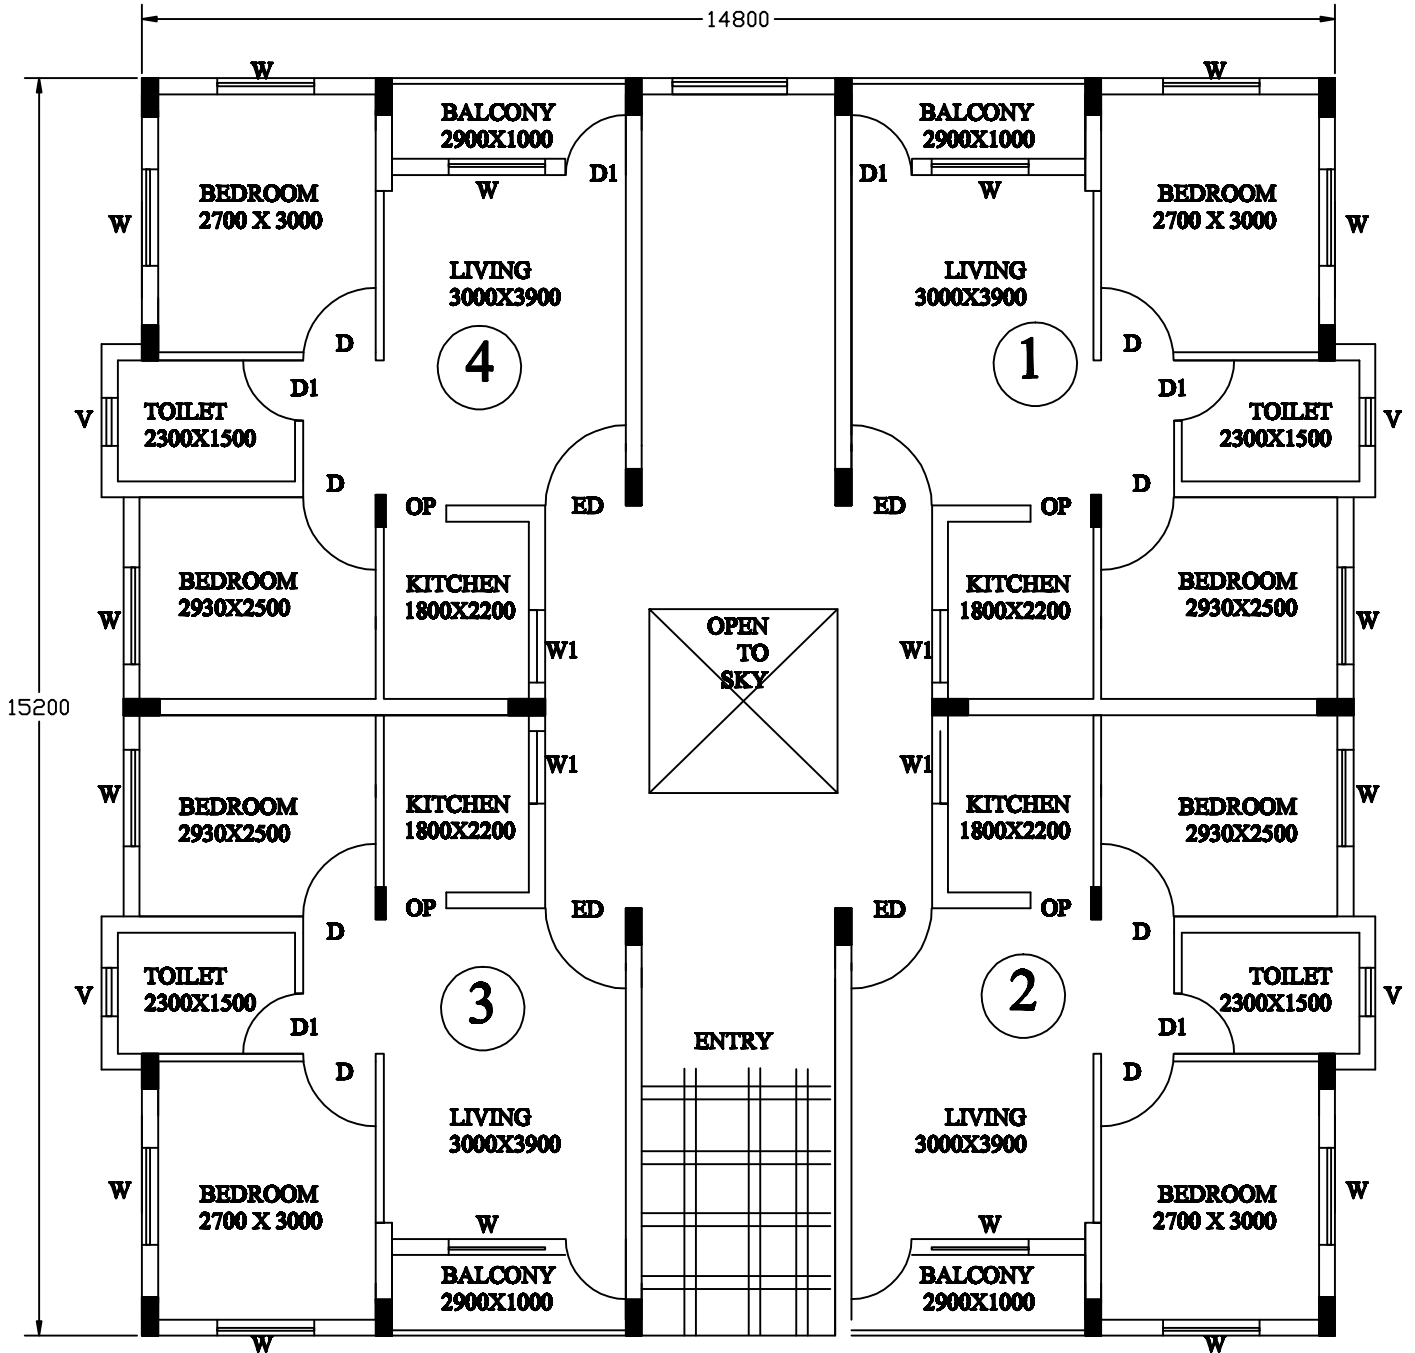 14800
W
W
BALCONY
2900X1000
BALCONY
2900X1000
D1
D1
W
W
BEDROOM
2700 X 3000
BEDROOM
2700 X 3000
W
W
LIVING
3000X3900
LIVING
3000X3900
D
D
4
1
D1
D1
TOILET
2300X1500
TOILET
2300X1500
V
V
D
D
OP
ED
ED
OP
BEDROOM
2930X2500
KITCHEN
1800X2200
KITCHEN
1800X2200
BEDROOM
2930X2500
W
W
OPEN
TO
SKY
W1
W1
15200
W1
W1
W
W
BEDROOM
2930X2500
KITCHEN
1800X2200
KITCHEN
1800X2200
BEDROOM
2930X2500
OP
ED
ED
OP
D
D
TOILET
2300X1500
TOILET
2300X1500
V
V
3
2
D1
D1
ENTRY
D
D
LIVING
3000X3900
LIVING
3000X3900
W
W
BEDROOM
2700 X 3000
BEDROOM
2700 X 3000
W
W
BALCONY
2900X1000
BALCONY
2900X1000
W
W